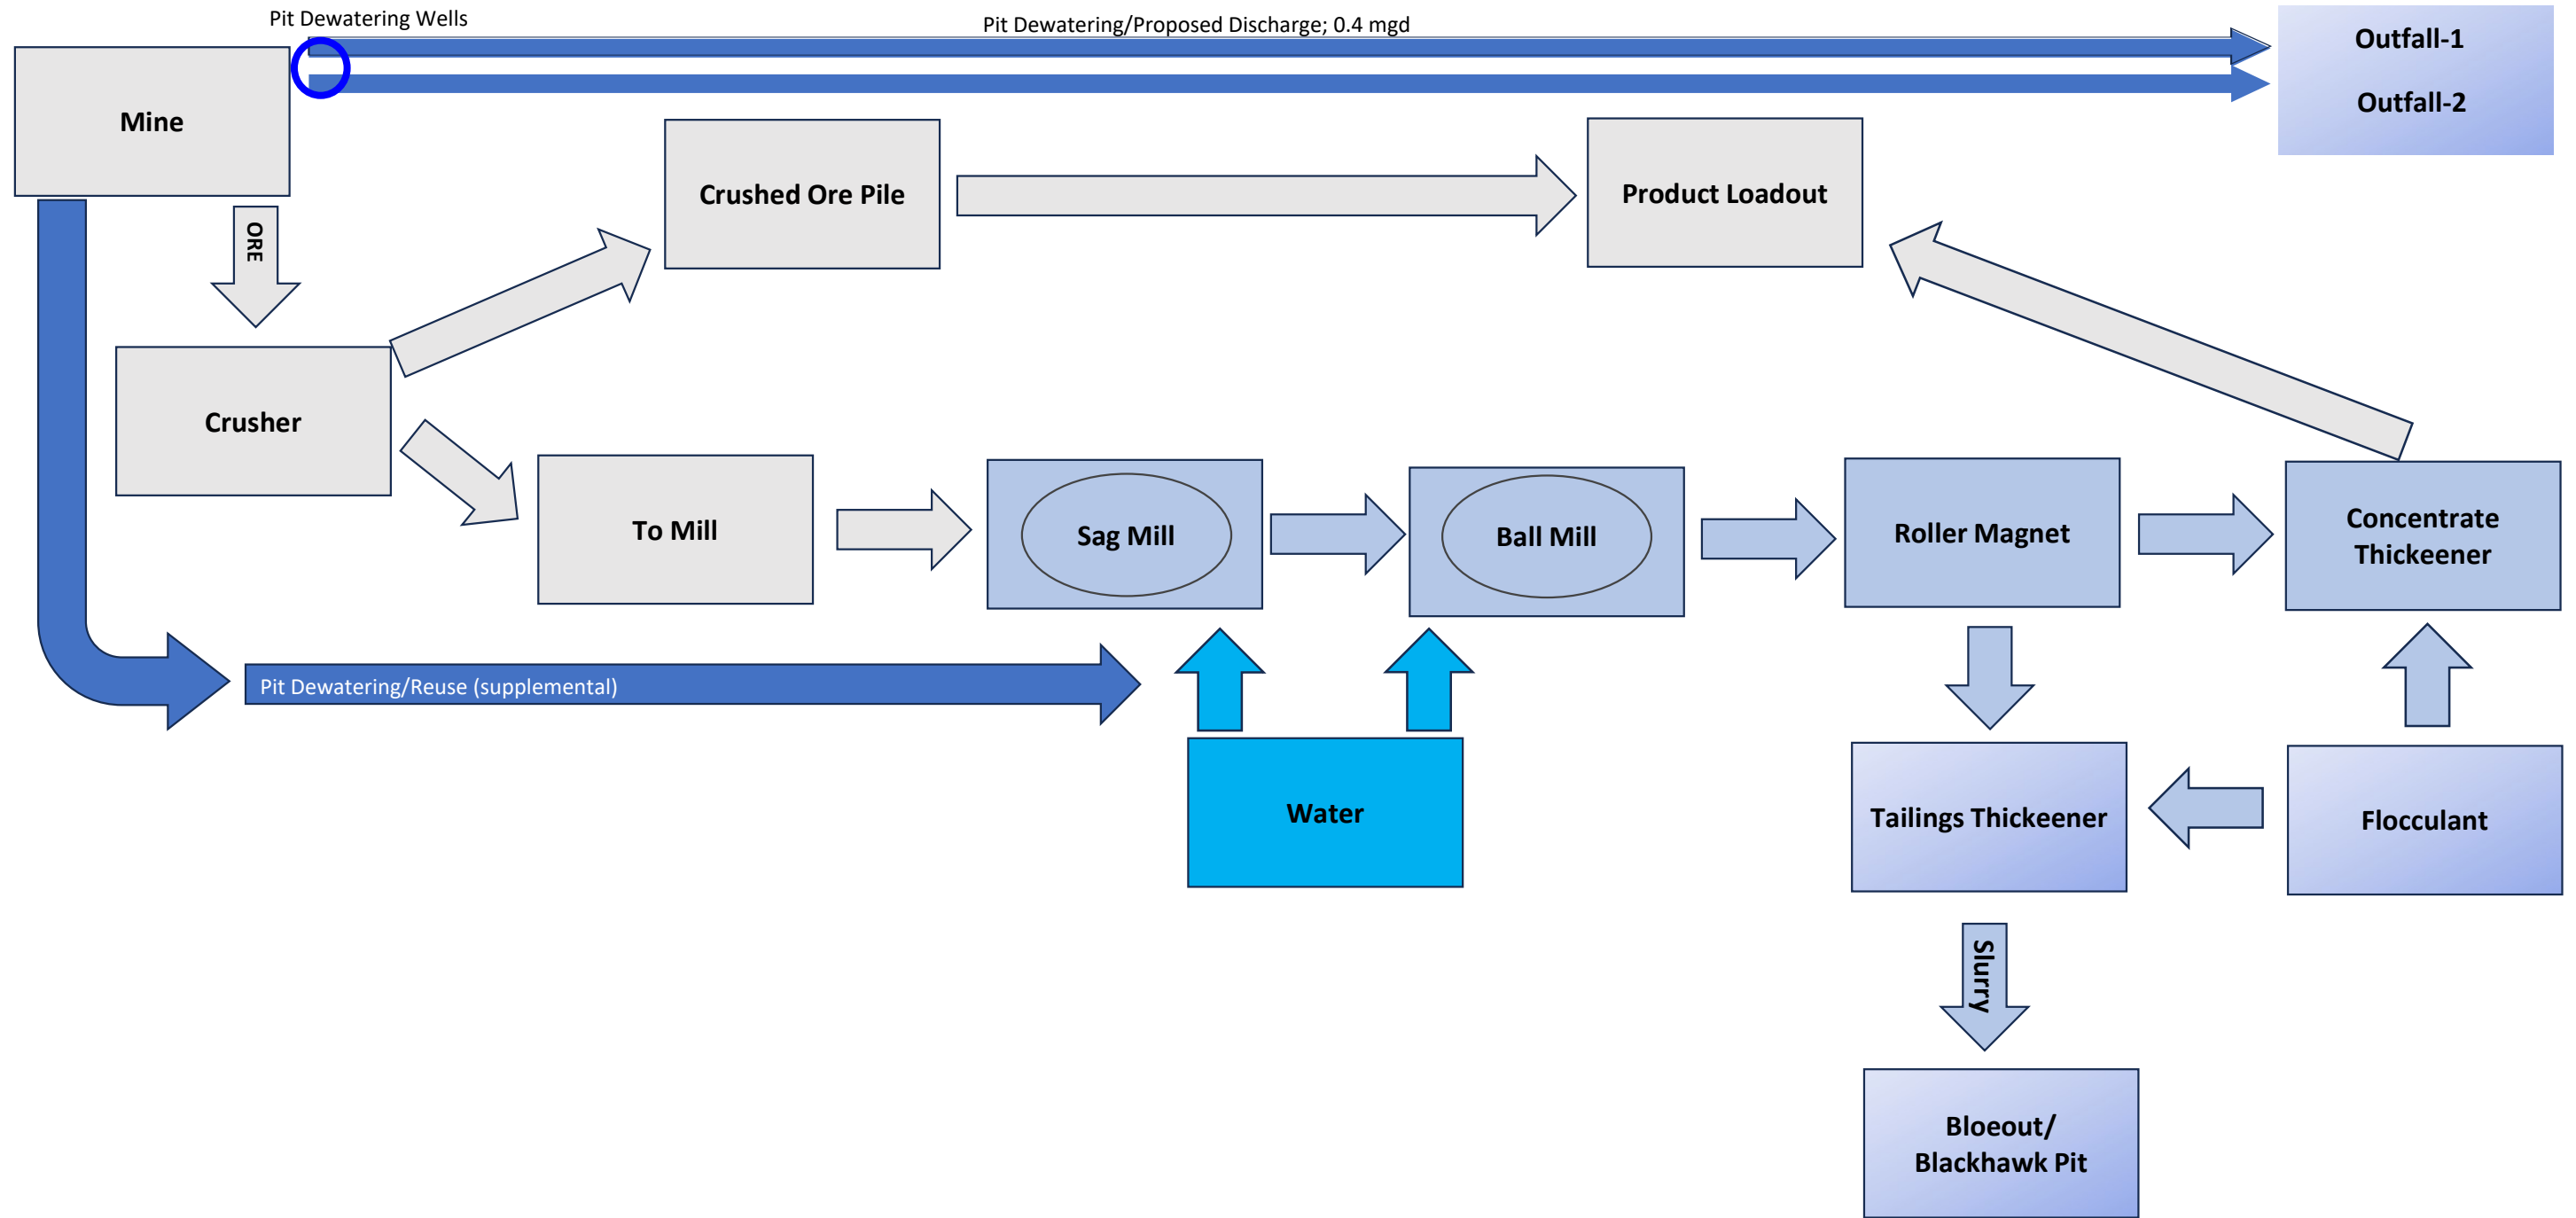 Pit Dewatering Wells
Pit Dewatering/Proposed Discharge; 0.4 mgd
Outfall-1
Outfall-2
Mine
Crushed Ore Pile
Product Loadout
ORE
Crusher
To Mill
Sag Mill
Ball Mill
Roller Magnet
Concentrate
Thickeener
Pit Dewatering/Reuse (supplemental)
Water
Tailings Thickeener
Flocculant
Slurry
Bloeout/
Blackhawk Pit